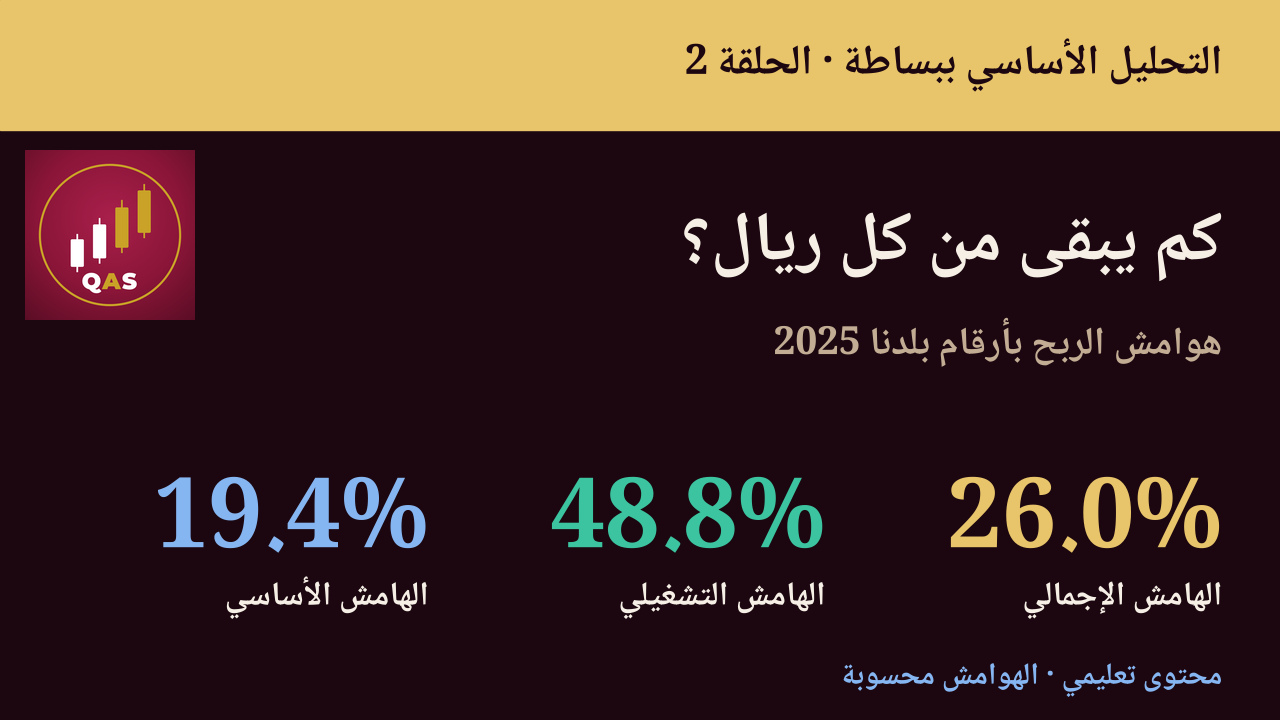 التحليل الأساسي ببساطة · الحلقة 2
QAS
كم يبقى من كل ريال؟
هوامش الربح بأرقام بلدنا 2025
26.0%
الهامش الإجمالي
48.8%
الهامش التشغيلي
19.4%
الهامش الأساسي
محتوى تعليمي · الهوامش محسوبة